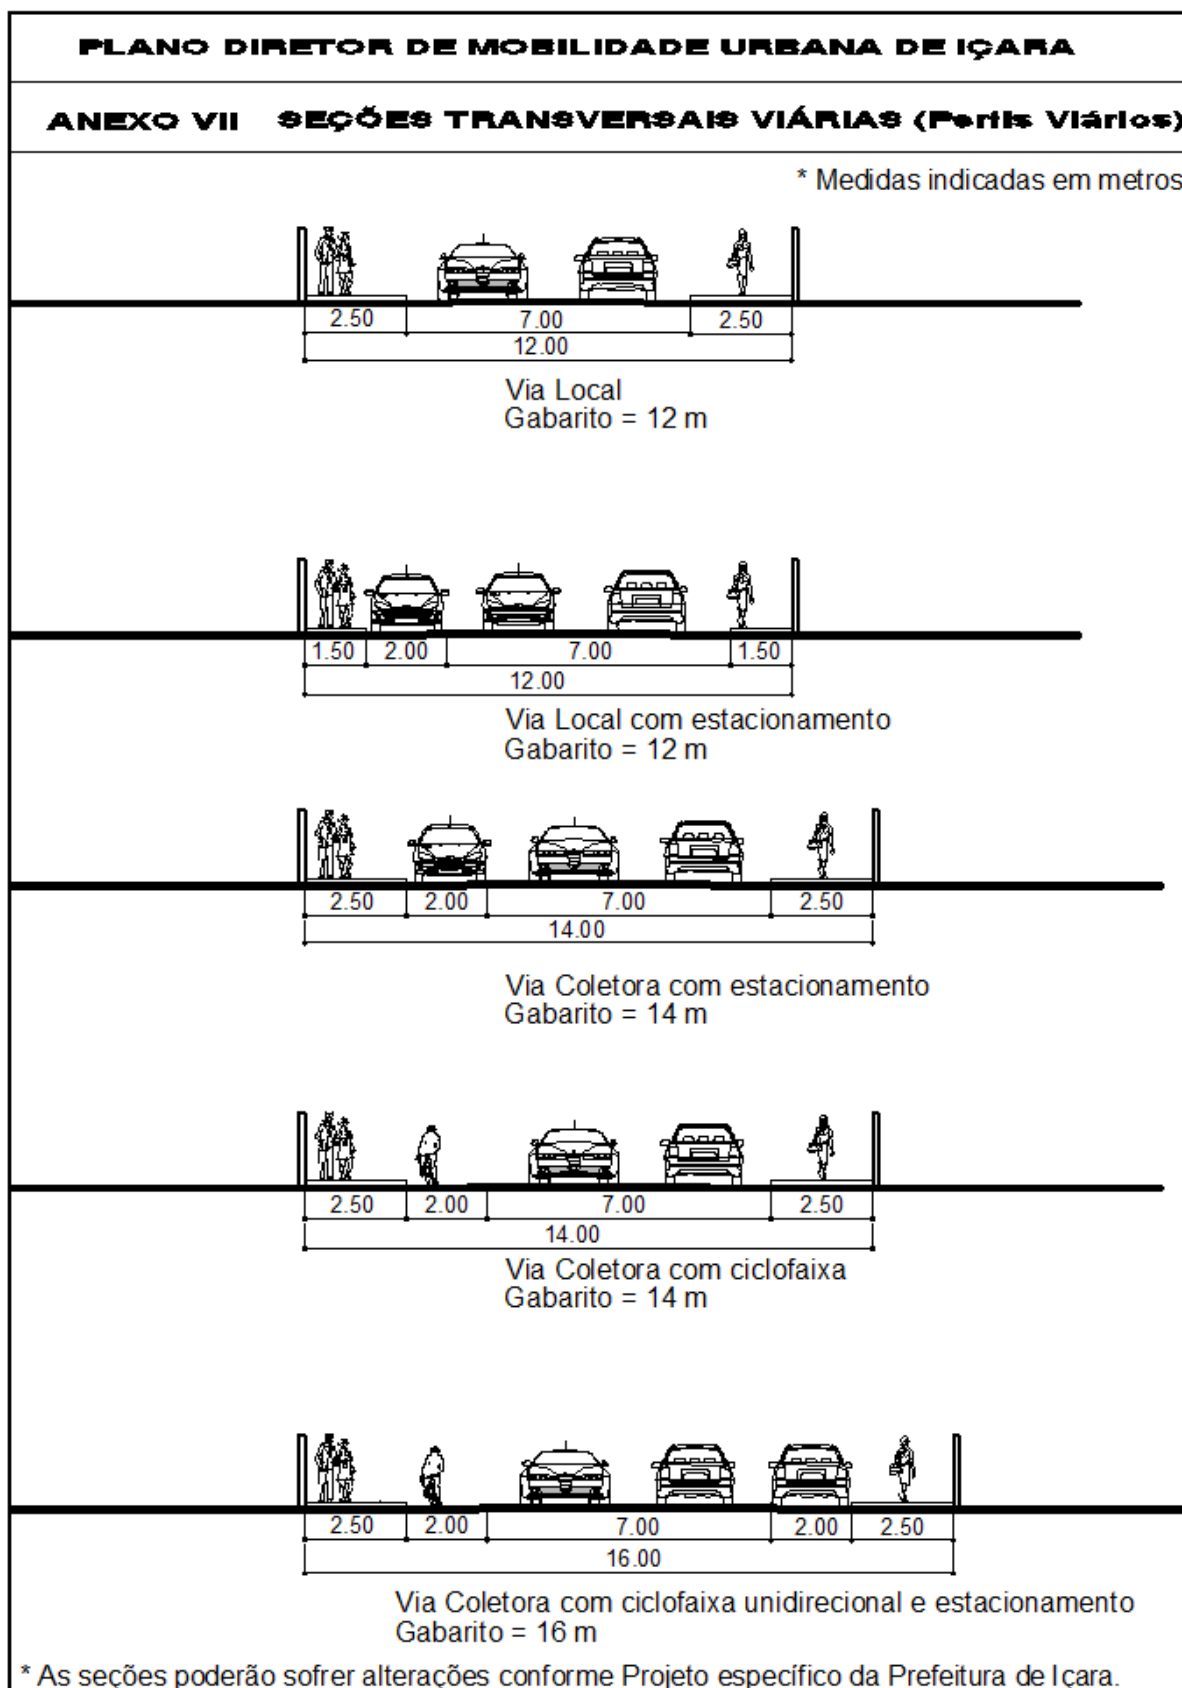 PLANO DIRETOR DE MOBILIDADE URBANA DE IÇARA
ANEXO VII SEÇÕES TRANSVERSAIS VIÁRIAS (Perfis Viários)
* Medidas indicadas em metros
2.50 7.00 2.50
12.00
Via Local
Gabarito = 12 m
1.50 2.00 7.00 1.50
12.00
Via Local com estacionamento
Gabarito = 12 m
2.50 2.00 7.00 2.50
14.00
Via Coletora com estacionamento
Gabarito = 14 m
2.50 2.00 7.00 2.50
14.00
Via Coletora com ciclofaixa
Gabarito = 14 m
2.50 2.00 7.00 2.00 2.50
16.00
Via Coletora com ciclofaixa unidirecional e estacionamento
Gabarito = 16 m
* As seções poderão sofrer alterações conforme Projeto específico da Prefeitura de Içara.